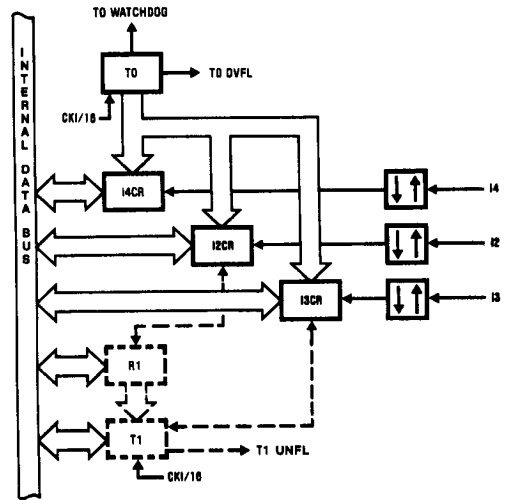 TO WATCHDOG
T0
T0 OVFL
CKI/16
INTERNAL DATA BUS
I4CR
I4
I2CR
I2
I3CR
I3
R1
T1
T1 UNFL
CKI/16